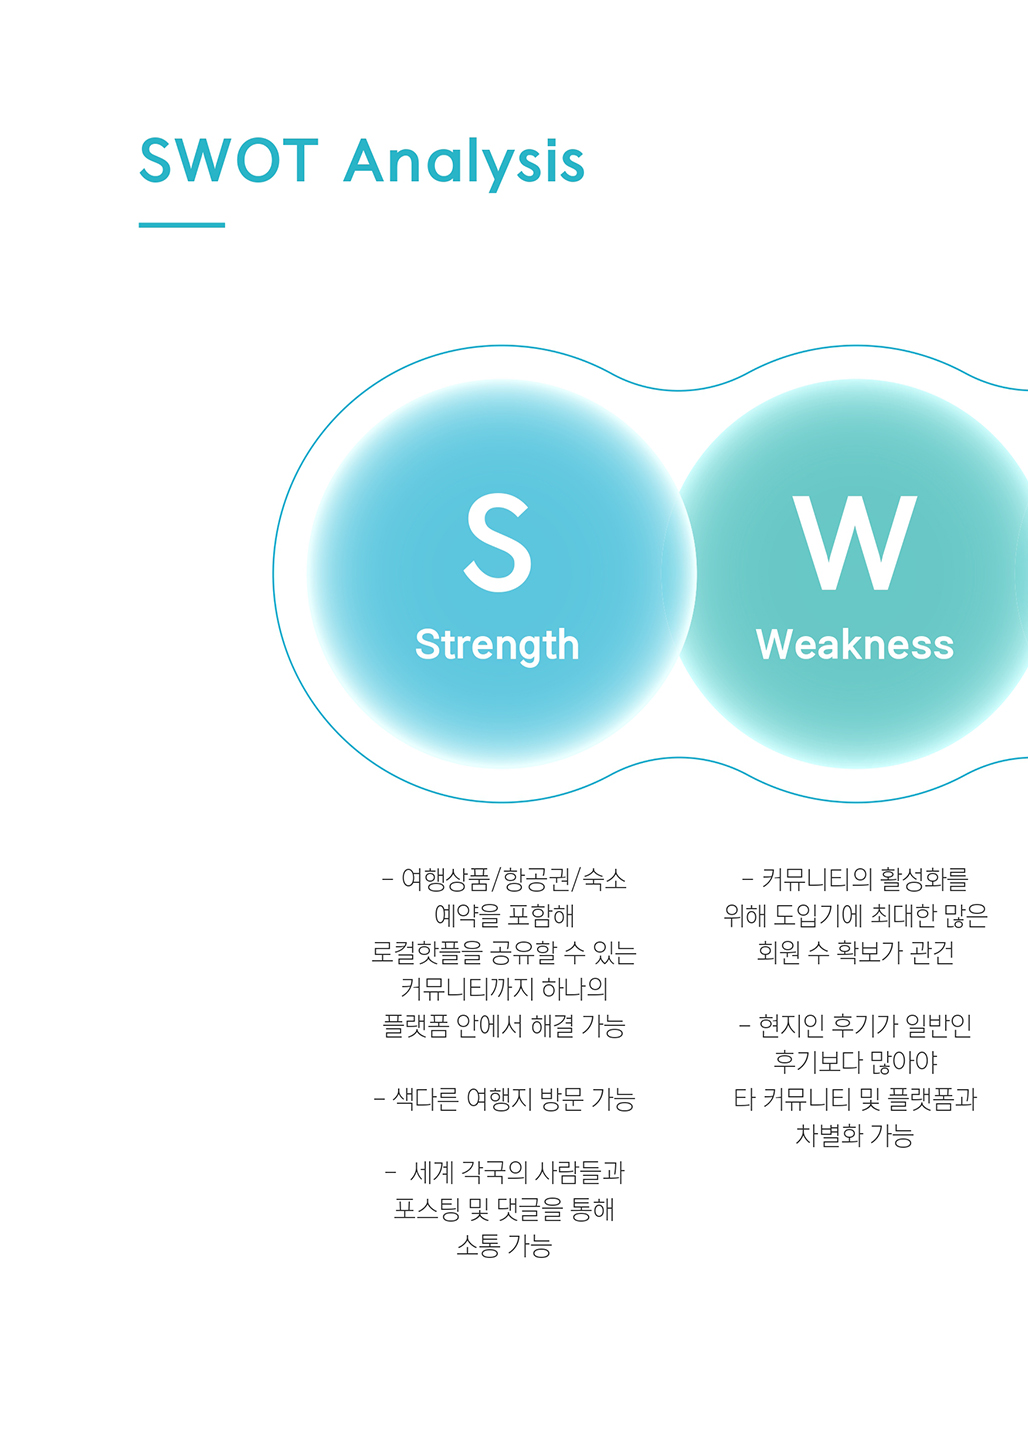 SWOT Analysis
S
Strength
- 여행상품/항공권/숙소
예약을 포함해
로컬핫플을 공유할 수 있는
커뮤니티까지 하나의
플랫폼 안에서 해결 가능
- 색다른 여행지 방문 가능
- 세계 각국의 사람들과
포스팅 및 댓글을 통해
소통 가능
W
Weakness
- 커뮤니티의 활성화를
위해 도입기에 최대한 많은
회원 수 확보가 관건
- 현지인 후기가 일반인
후기보다 많아야
타 커뮤니티 및 플랫폼과
차별화 가능